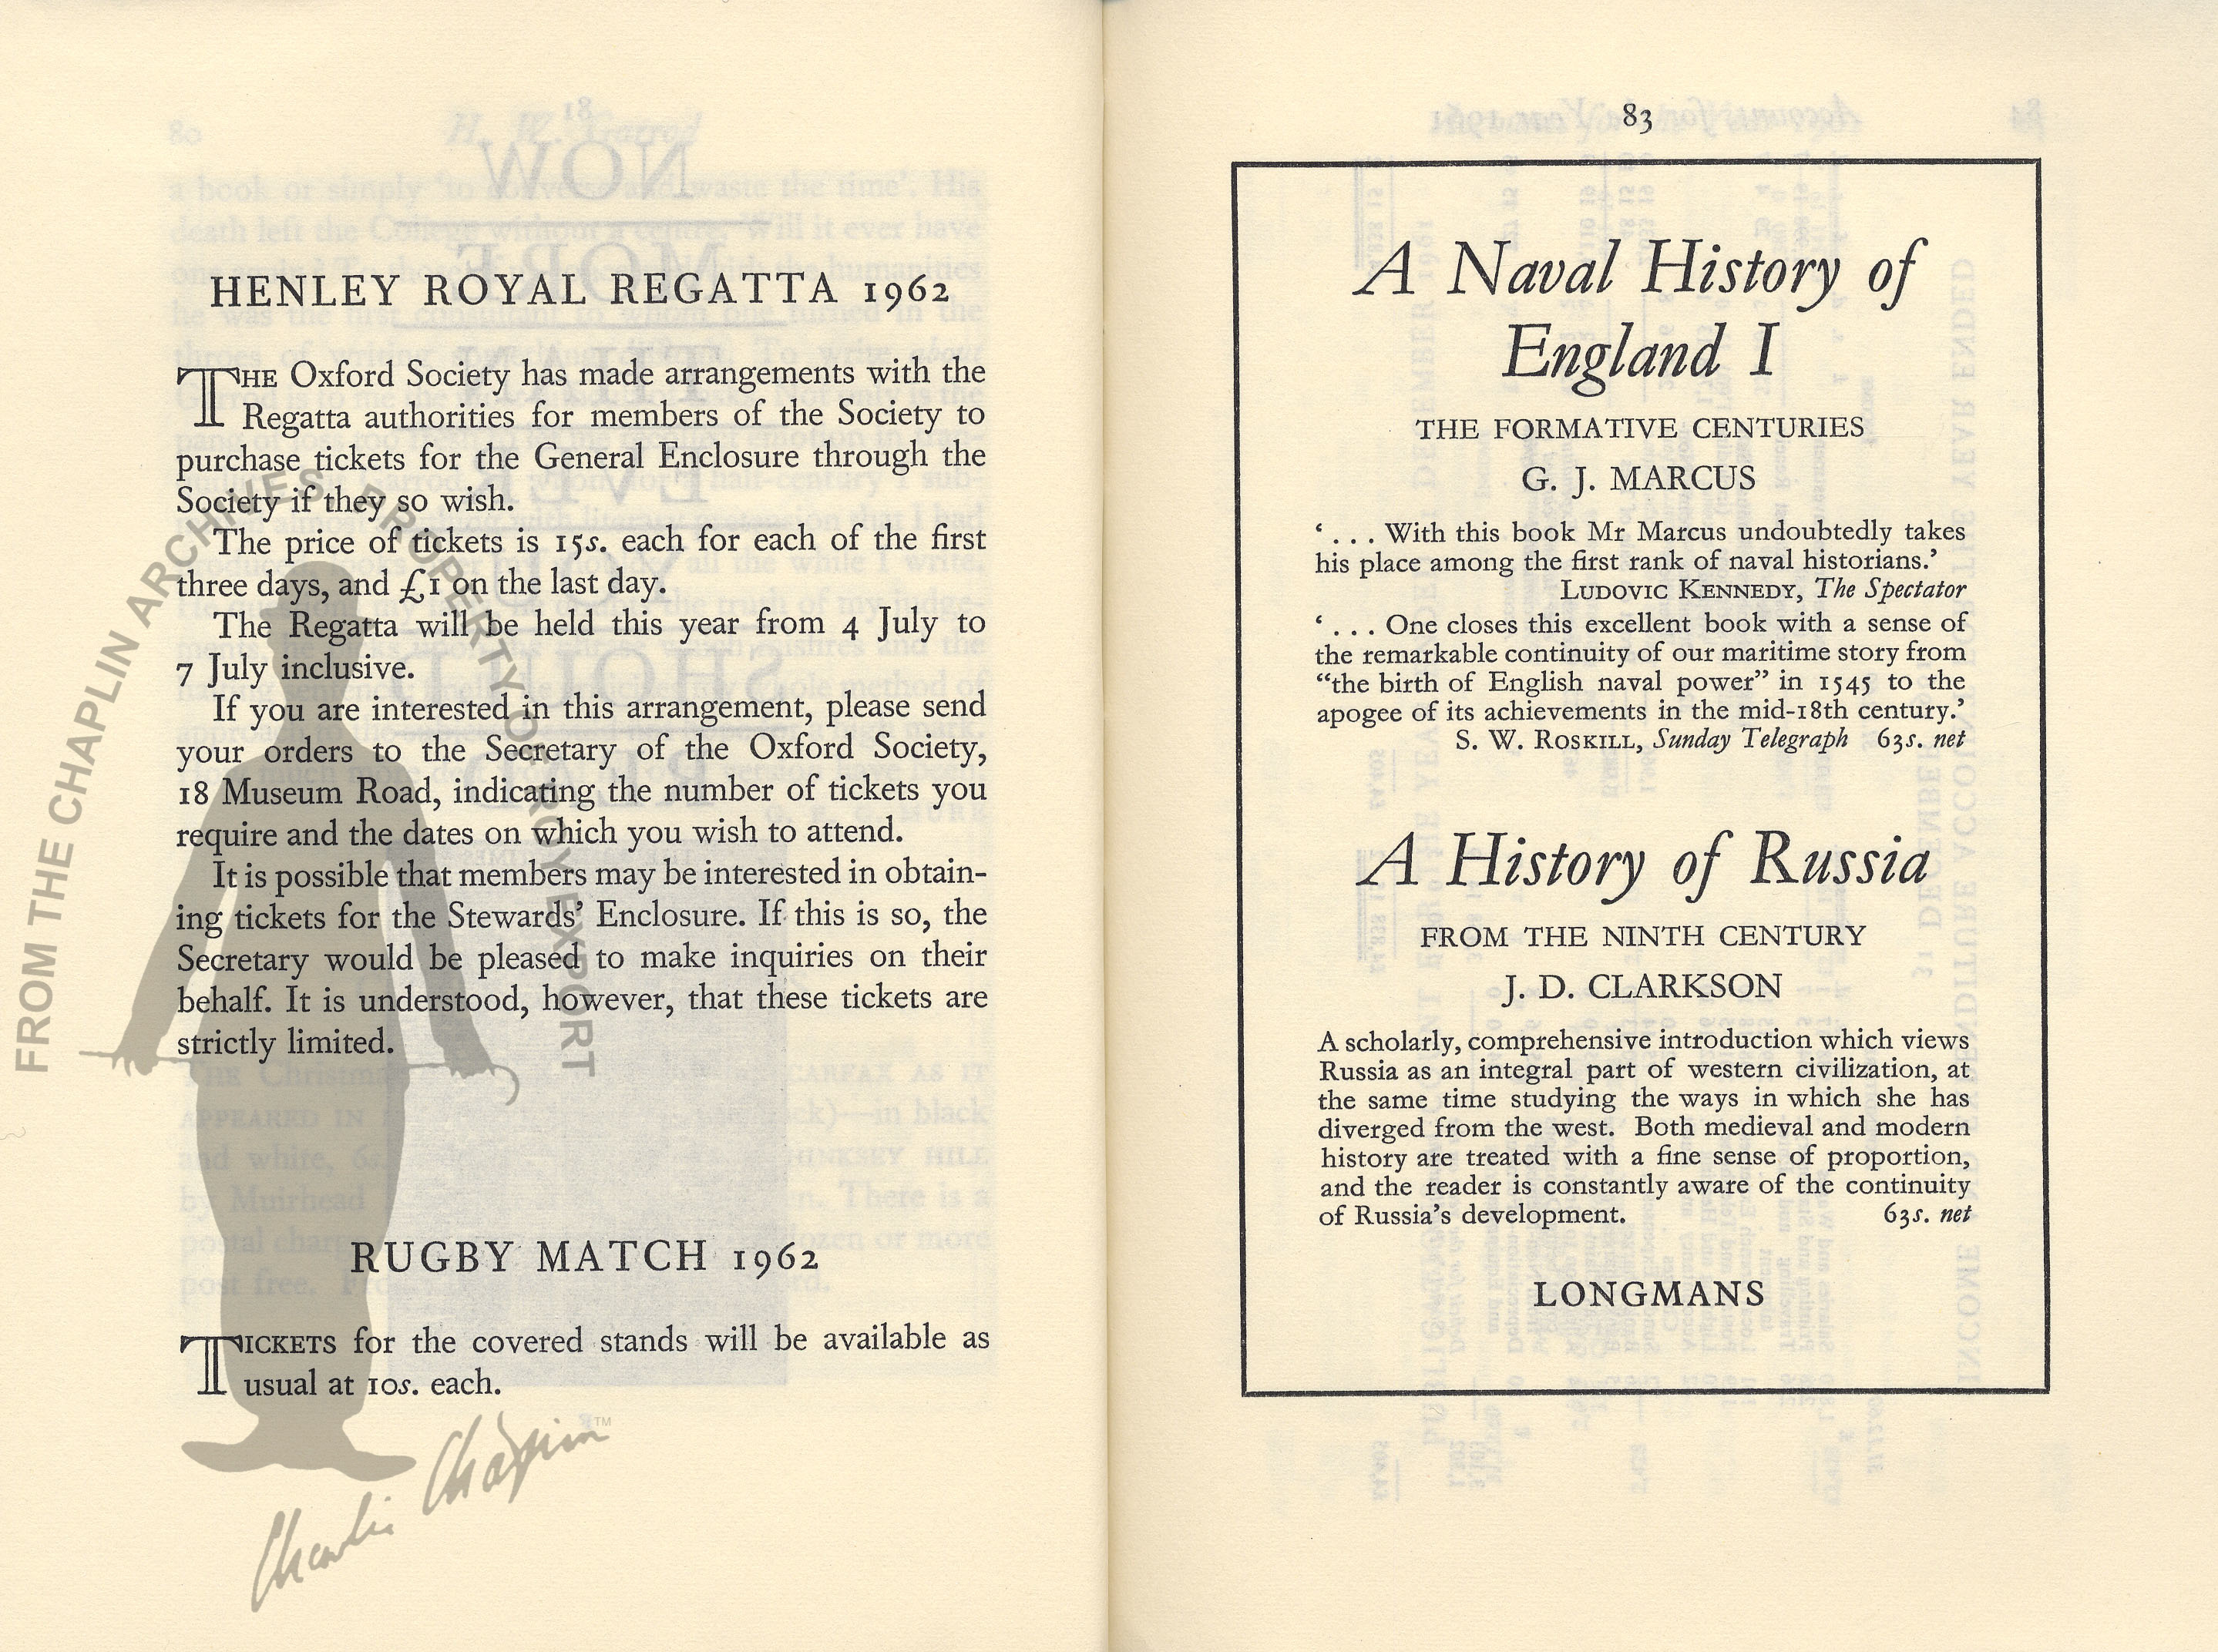 HENLEY ROYAL REGATTA 1962
THE Oxford Society has made arrangements with the
Regatta authorities for members of the Society to
purchase tickets for the General Enclosure through the
Society if they so wish.
The price of tickets is 15s. each for each of the first
three days, and £1 on the last day.
The Regatta will be held this year from 4 July to
7 July inclusive.
If you are interested in this arrangement, please send
your orders to the Secretary of the Oxford Society,
18 Museum Road, indicating the number of tickets you
require and the dates on which you wish to attend.
It is possible that members may be interested in obtain-
ing tickets for the Stewards' Enclosure. If this is so, the
Secretary would be pleased to make inquiries on their
behalf. It is understood, however, that these tickets are
strictly limited.
RUGBY MATCH 1962
TICKETS for the covered stands will be available as
usual at 10s. each.
FROM THE CHAPLIN ARCHIVES PROPERTY OF ROY EXPORT
Charlie Chaplin™
83
A Naval History of
England I
THE FORMATIVE CENTURIES
G. J. MARCUS
'... With this book Mr Marcus undoubtedly takes
his place among the first rank of naval historians.'
LUDOVIC KENNEDY, The Spectator
'... One closes this excellent book with a sense of
the remarkable continuity of our maritime story from
"the birth of English naval power" in 1545 to the
apogee of its achievements in the mid-18th century.'
S. W. ROSKILL, Sunday Telegraph 63s. net
A History of Russia
FROM THE NINTH CENTURY
J. D. CLARKSON
A scholarly, comprehensive introduction which views
Russia as an integral part of western civilization, at
the same time studying the ways in which she has
diverged from the west. Both medieval and modern
history are treated with a fine sense of proportion,
and the reader is constantly aware of the continuity
of Russia's development. 63s. net
LONGMANS